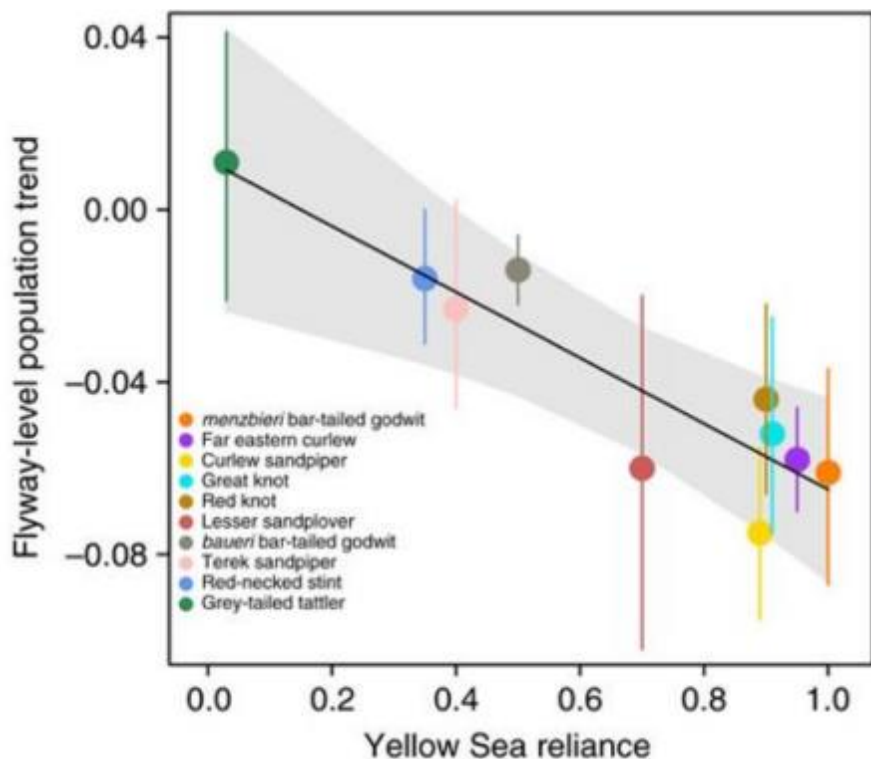 0.04
0.00
−0.04
−0.08
Flyway-level population trend
menzbieri bar-tailed godwit
Far eastern curlew
Curlew sandpiper
Great knot
Red knot
Lesser sandplover
baueri bar-tailed godwit
Terek sandpiper
Red-necked stint
Grey-tailed tattler
0.0 0.2 0.4 0.6 0.8 1.0
Yellow Sea reliance